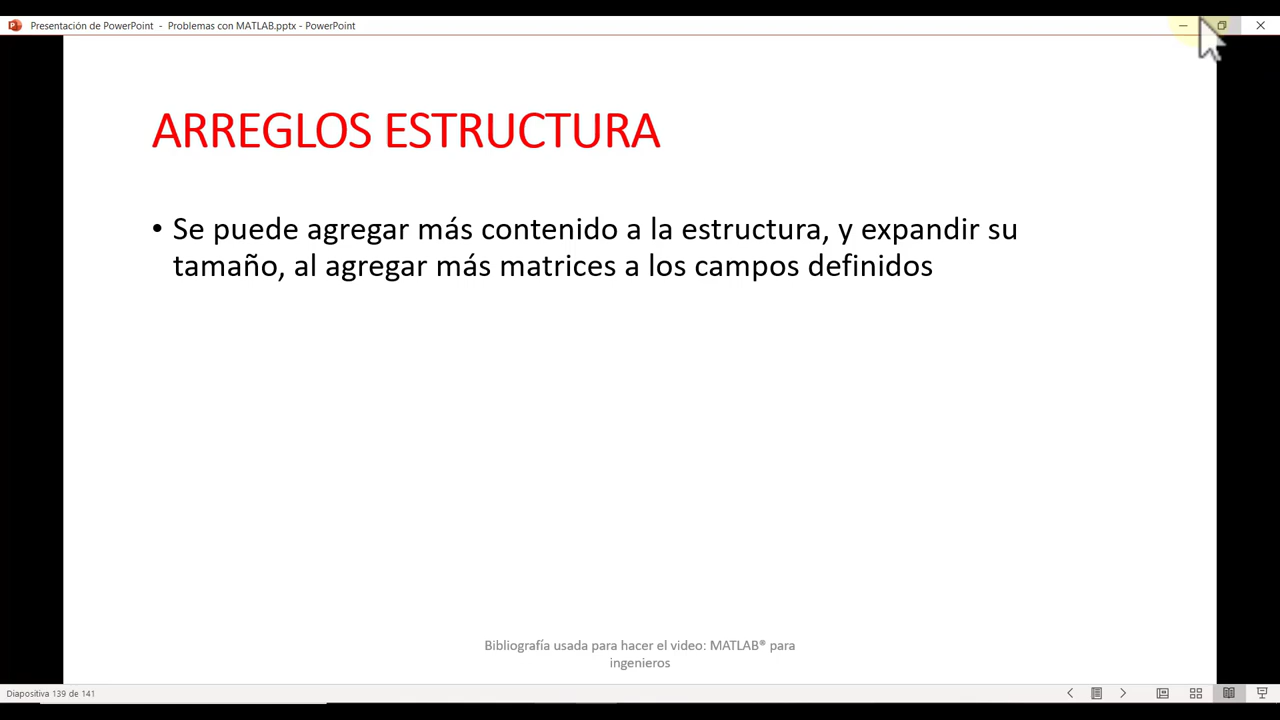 Presentación de PowerPoint - Problemas con MATLAB.pptx - PowerPoint
ARREGLOS ESTRUCTURA
• Se puede agregar más contenido a la estructura, y expandir su
tamaño, al agregar más matrices a los campos definidos
Bibliografía usada para hacer el video: MATLAB® para
ingenieros
Diapositiva 139 de 141